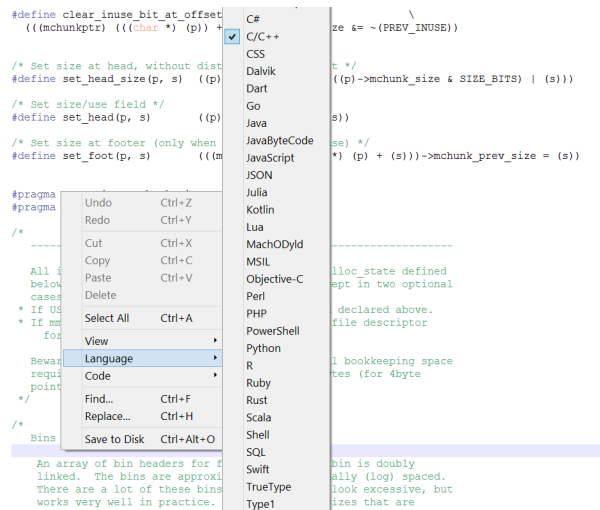 #define clear_inuse_bit_at_offset \
(((mchunkptr) (((char *) (p)) + ze &= ~(PREV_INUSE))
/* Set size at head, without dist t */
#define set_head_size(p, s) ((p) ((p)->mchunk_size & SIZE_BITS) | (s)))
/* Set size/use field */
#define set_head(p, s) ((p) s))
/* Set size at footer (only when se) */
#define set_foot(p, s) (((m *) (p) + (s)))->mchunk_prev_size = (s))
#pragma
#pragma
/*
All i lloc_state defined
below ept in two optional
cases
* If US declared above.
* If mm file descriptor
for
Bewar l bookkeeping space
requi tes (for 4byte
point
*/
/*
Bins
An array of bin headers for f bin is doubly
linked. The bins are approxi ally (log) spaced.
There are a lot of these bins look excessive, but
works very well in practice. izes that are
Undo Ctrl+Z
Redo Ctrl+Y
Cut Ctrl+X
Copy Ctrl+C
Paste Ctrl+V
Delete
Select All Ctrl+A
View
Language
Code
Find... Ctrl+F
Replace... Ctrl+H
Save to Disk Ctrl+Alt+O
C#
C/C++
CSS
Dalvik
Dart
Go
Java
JavaByteCode
JavaScript
JSON
Julia
Kotlin
Lua
MachODyld
MSIL
Objective-C
Perl
PHP
PowerShell
Python
R
Ruby
Rust
Scala
Shell
SQL
Swift
TrueType
Type1